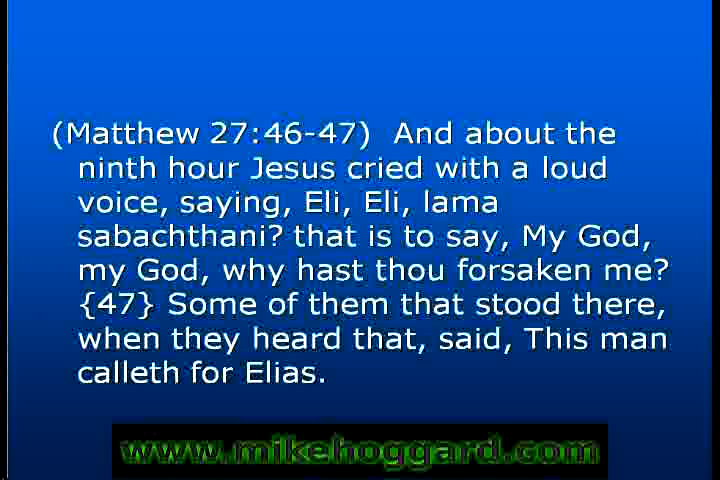 (Matthew 27:46-47)  And about the
ninth hour Jesus cried with a loud
voice, saying, Eli, Eli, lama
sabachthani? that is to say, My God,
my God, why hast thou forsaken me?
{47} Some of them that stood there,
when they heard that, said, This man
calleth for Elias.
www.mikehoggard.com